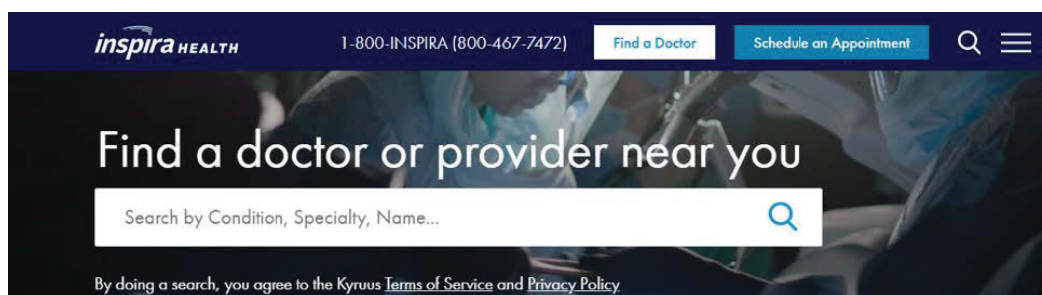 inspira HEALTH
1-800-INSPIRA (800-467-7472)
Find a Doctor
Schedule an Appointment
Find a doctor or provider near you
Search by Condition, Specialty, Name...
By doing a search, you agree to the Kyruus Terms of Service and Privacy Policy